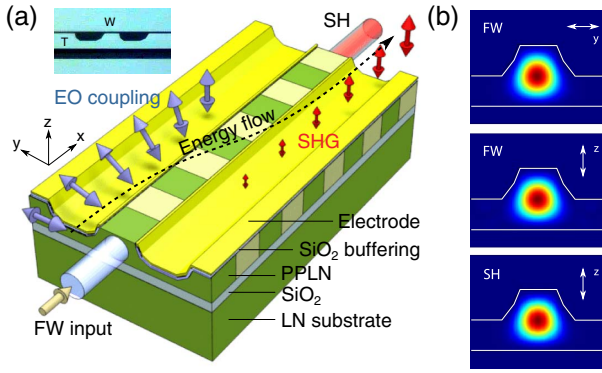 (a)
W
T
EO coupling
z
x
y
Energy flow
SHG
SH
Electrode
SiO₂ buffering
PPLN
SiO₂
LN substrate
FW input
(b)
FW
y
FW
z
SH
z